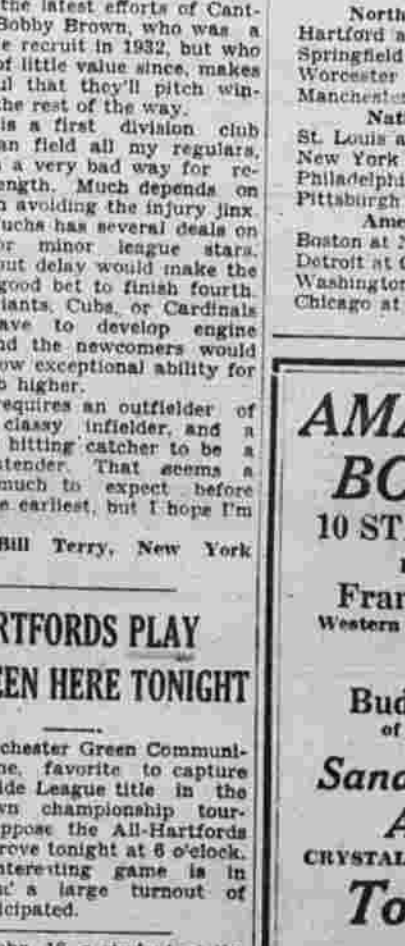 the latest efforts of Cant-
Bobby Brown, who was a
e recruit in 1932, but who
of little value since, makes
ul that they'll pitch win-
the rest of the way.
is a first division club
an field all my regulars,
a very bad way for re-
ength. Much depends on
n avoiding the injury jinx
uchs has several deals on
or minor league stars.
out delay would make the
good bet to finish fourth.
iants, Cubs, or Cardinals
ave to develop engine
nd the newcomers would
ow exceptional ability for
o higher.
requires an outfielder of
classy infielder, and a
hitting catcher to be a
ntender. That seems a
much to expect before
e earliest, but I hope I'm
Bill Terry, New York
RTFORDS PLAY
EEN HERE TONIGHT
chester Green Communi-
ne, favorite to capture
ide League title in the
wn championship tour-
ppose the All-Hartfords
rove tonight at 6 o'clock.
nteresting game is in
a large turnout of
icipated.
North
Hartford a
Springfield
Worcester
Manchester
Nati
St. Louis a
New York
Philadelphi
Pittsburgh
Ame
Boston at N
Detroit at C
Washington
Chicago at
AMA
BO
10 ST
Fran
Western
Bud
of
Sand
A
CRYSTAL
To